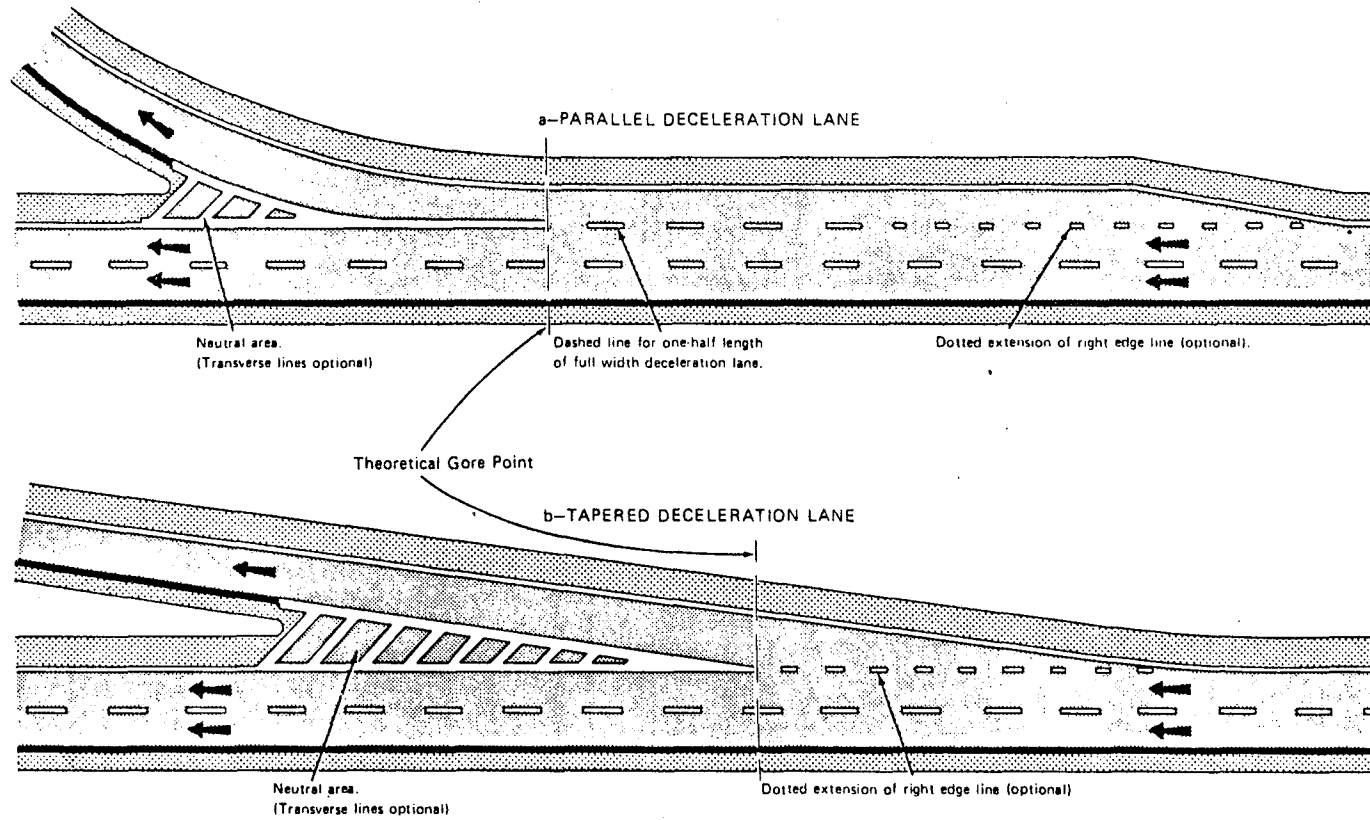 a—PARALLEL DECELERATION LANE
Neutral area.
(Transverse lines optional)
Dashed line for one-half length
of full width deceleration lane.
Dotted extension of right edge line (optional).
Theoretical Gore Point
b—TAPERED DECELERATION LANE
Neutral area.
(Transverse lines optional)
Dotted extension of right edge line (optional)